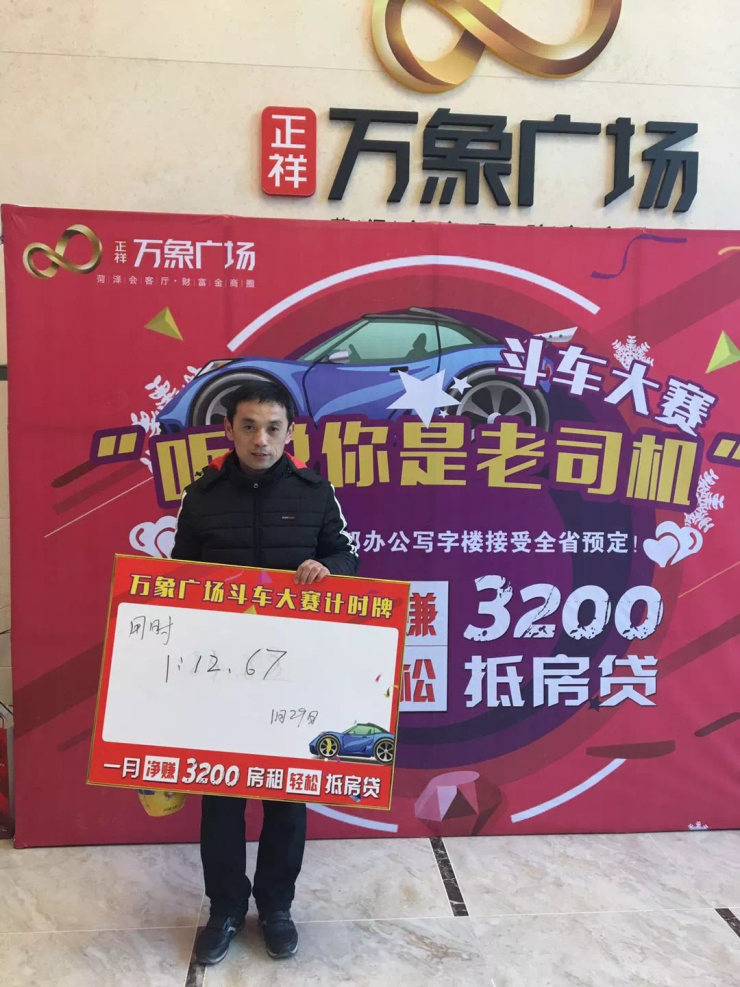 正祥
万象广场
正祥 万象广场
菏泽会客厅·财富金商圈
斗车大赛
"听说你是老司机"
办公写字楼接受全省预定!
赚 3200
松 抵房贷
万象广场斗车大赛计时牌
用时
1:12.67
1月29日
一月净赚3200房租轻松抵房贷